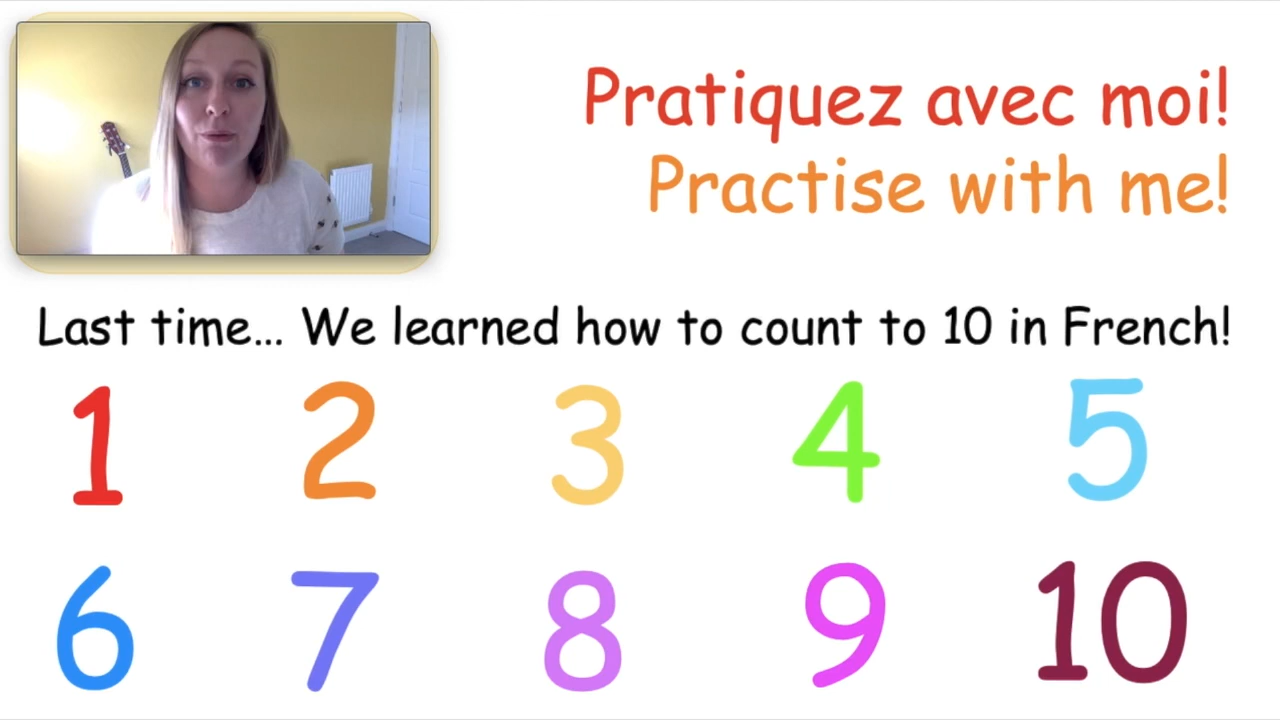 Pratiquez avec moi!
Practise with me!
Last time... We learned how to count to 10 in French!
1 2 3 4 5
6 7 8 9 10